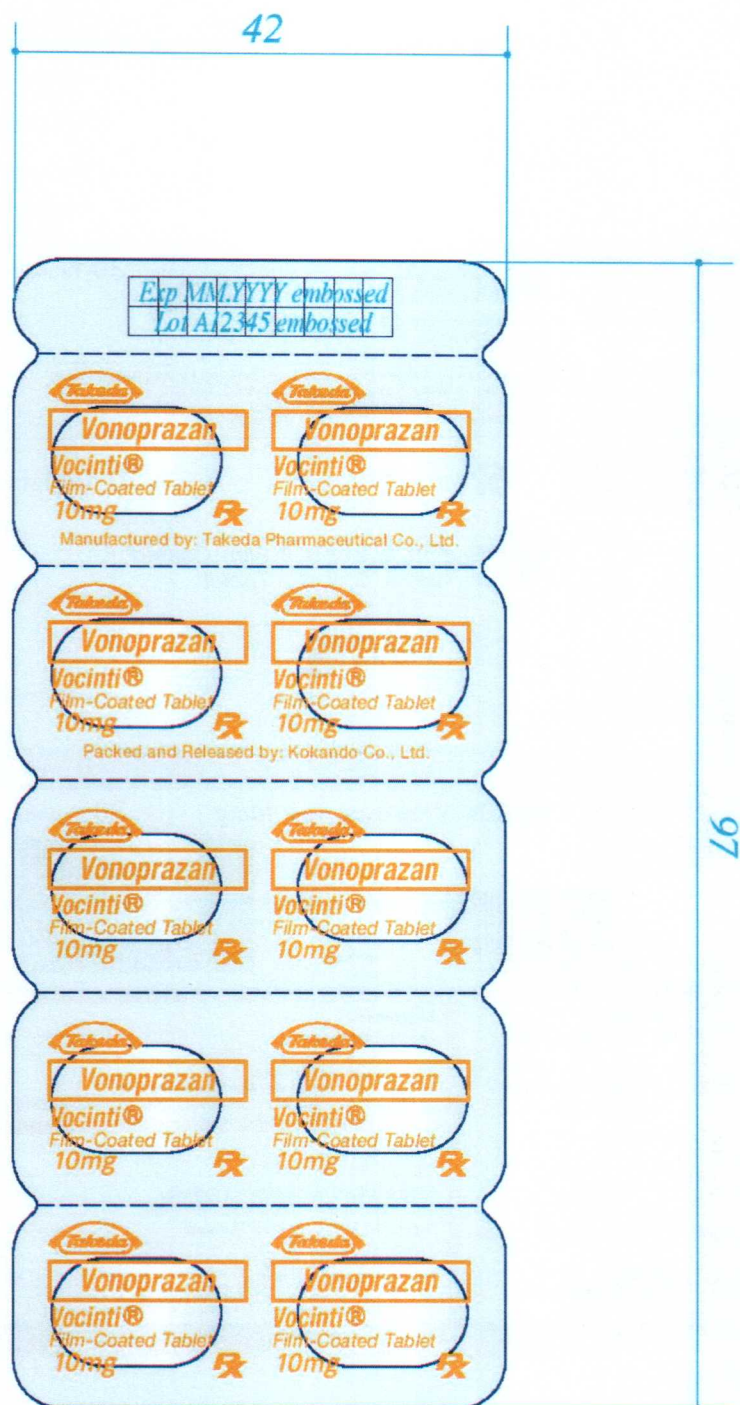 42
Exp MM.YYYY embossed
Lot A12345 embossed
Takeda Takeda
Vonoprazan Vonoprazan
Vocinti® Vocinti®
Film-Coated Tablet Film-Coated Tablet
10mg Rx 10mg Rx
Manufactured by: Takeda Pharmaceutical Co., Ltd.
Takeda Takeda
Vonoprazan Vonoprazan
Vocinti® Vocinti®
Film-Coated Tablet Film-Coated Tablet
10mg Rx 10mg Rx
Packed and Released by: Kokando Co., Ltd.
97
Takeda Takeda
Vonoprazan Vonoprazan
Vocinti® Vocinti®
Film-Coated Tablet Film-Coated Tablet
10mg Rx 10mg Rx
Takeda Takeda
Vonoprazan Vonoprazan
Vocinti® Vocinti®
Film-Coated Tablet Film-Coated Tablet
10mg Rx 10mg Rx
Takeda Takeda
Vonoprazan Vonoprazan
Vocinti® Vocinti®
Film-Coated Tablet Film-Coated Tablet
10mg Rx 10mg Rx